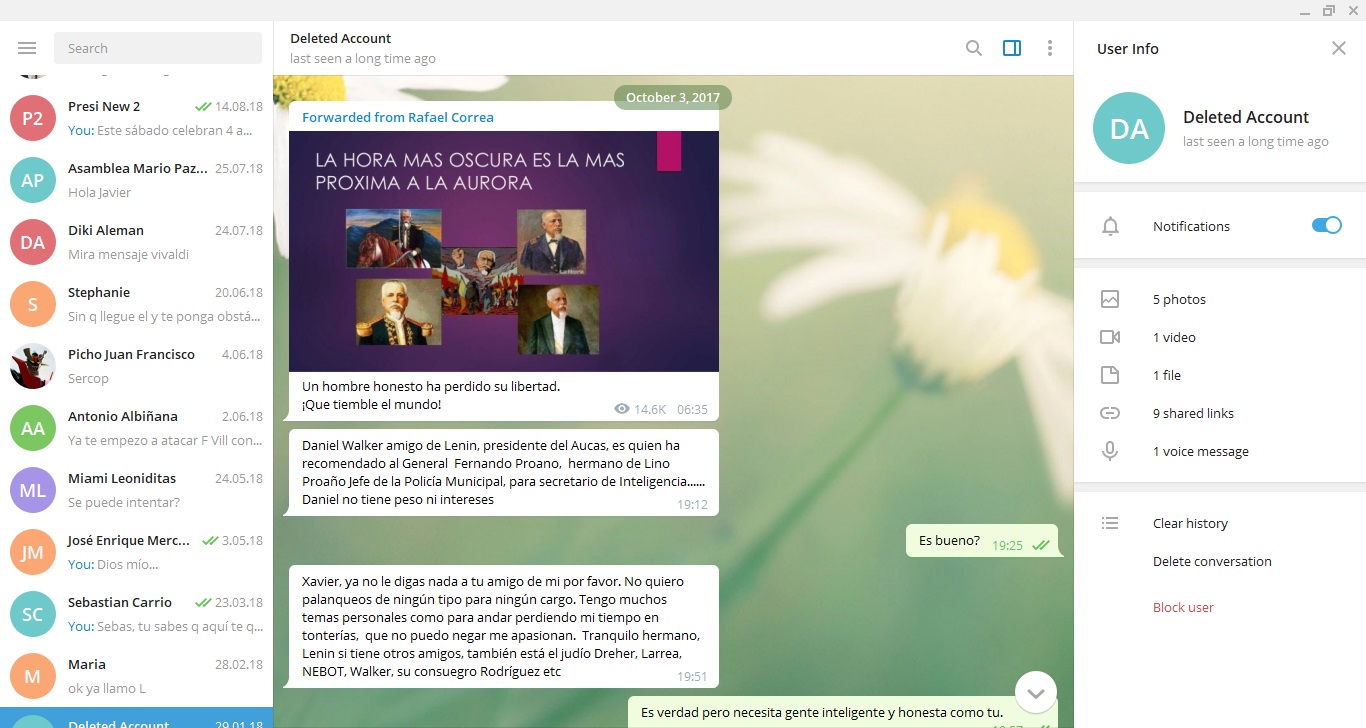 Search
Presi New 2
14.08.18
You: Este sábado celebran 4 a...
P2
Asamblea Mario Paz...
25.07.18
Hola Javier
AP
Diki Aleman
24.07.18
Mira mensaje vivaldi
DA
Stephanie
20.06.18
Sin q llegue el y te ponga obstá...
S
Picho Juan Francisco
4.06.18
Sercop
Antonio Albiñana
2.06.18
Ya te empezo a atacar F Vill con...
AA
Miami Leoniditas
24.05.18
Se puede intentar?
ML
José Enrique Merc...
3.05.18
You: Dios mío...
JM
Sebastian Carrio
23.03.18
You: Sebas, tu sabes q aquí te q...
SC
Maria
28.02.18
ok ya llamo L
M
Deleted Account
29.01.18
Deleted Account
last seen a long time ago
October 3, 2017
Forwarded from Rafael Correa
LA HORA MAS OSCURA ES LA MAS
PROXIMA A LA AURORA
La Hora
Un hombre honesto ha perdido su libertad.
¡Que tiemble el mundo!
14.6K 06:35
Daniel Walker amigo de Lenin, presidente del Aucas, es quien ha
recomendado al General  Fernando Proano,  hermano de Lino
Proaño Jefe de la Policía Municipal, para secretario de Inteligencia......
Daniel no tiene peso ni intereses
19:12
Es bueno?
19:25
Xavier, ya no le digas nada a tu amigo de mi por favor. No quiero
palanqueos de ningún tipo para ningún cargo. Tengo muchos
temas personales como para andar perdiendo mi tiempo en
tonterías,  que no puedo negar me apasionan.  Tranquilo hermano,
Lenin si tiene otros amigos, también está el judío Dreher, Larrea,
NEBOT, Walker, su consuegro Rodríguez etc
19:51
Es verdad pero necesita gente inteligente y honesta como tu.
User Info
DA
Deleted Account
last seen a long time ago
Notifications
5 photos
1 video
1 file
9 shared links
1 voice message
Clear history
Delete conversation
Block user